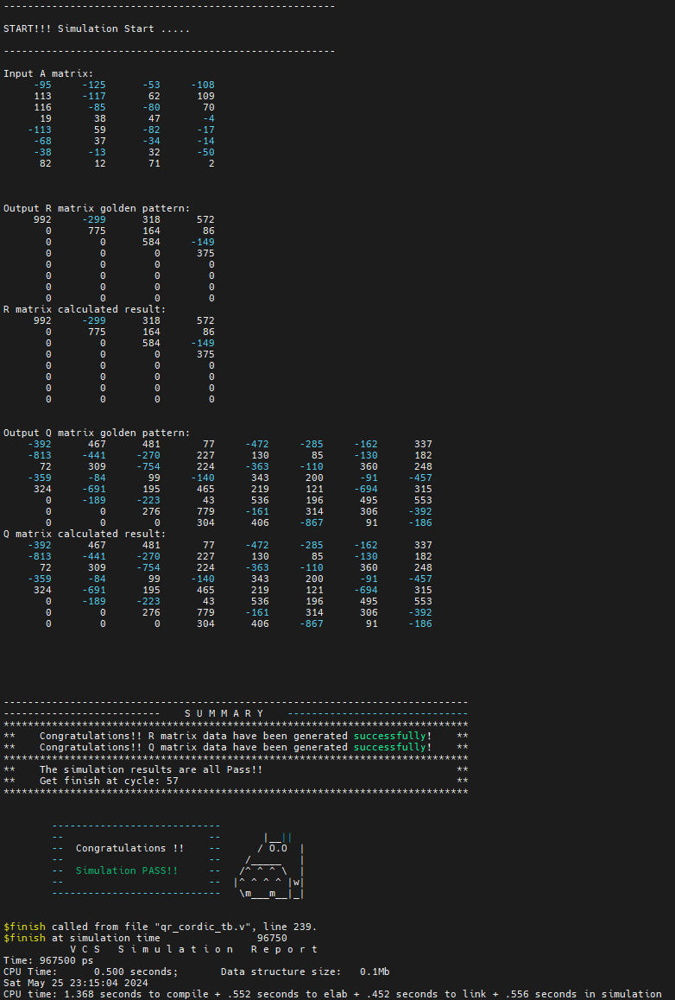 -------------------------------------------------------
START!!! Simulation Start .....
-------------------------------------------------------
Input A matrix:
-95 -125 -53 -108
113 -117 62 109
116 -85 -80 70
19 38 47 -4
-113 59 -82 -17
-68 37 -34 -14
-38 -13 32 -50
82 12 71 2
Output R matrix golden pattern:
992 -299 318 572
0 775 164 86
0 0 584 -149
0 0 0 375
0 0 0 0
0 0 0 0
0 0 0 0
0 0 0 0
R matrix calculated result:
992 -299 318 572
0 775 164 86
0 0 584 -149
0 0 0 375
0 0 0 0
0 0 0 0
0 0 0 0
0 0 0 0
Output Q matrix golden pattern:
-392 467 481 77 -472 -285 -162 337
-813 -441 -270 227 130 85 -130 182
72 309 -754 224 -363 -110 360 248
-359 -84 99 -140 343 200 -91 -457
324 -691 195 465 219 121 -694 315
0 -189 -223 43 536 196 495 553
0 0 276 779 -161 314 306 -392
0 0 0 304 406 -867 91 -186
Q matrix calculated result:
-392 467 481 77 -472 -285 -162 337
-813 -441 -270 227 130 85 -130 182
72 309 -754 224 -363 -110 360 248
-359 -84 99 -140 343 200 -91 -457
324 -691 195 465 219 121 -694 315
0 -189 -223 43 536 196 495 553
0 0 276 779 -161 314 306 -392
0 0 0 304 406 -867 91 -186
-----------------------------------------------------------------------------
--------------------------    S U M M A R Y    ------------------------------
*****************************************************************************
**    Congratulations!! R matrix data have been generated successfully!    **
**    Congratulations!! Q matrix data have been generated successfully!    **
*****************************************************************************
**    The simulation results are all Pass!!                                **
**    Get finish at cycle: 57                                              **
*****************************************************************************
        ----------------------------
        --                        --       |__||
        --  Congratulations !!    --      / O.O  |
        --                        --    /_____   |
        --  Simulation PASS!!     --   /^ ^ ^ \  |
        --                        --  |^ ^ ^ ^ |w|
        ----------------------------   \m___m__|_|
$finish called from file "qr_cordic_tb.v", line 239.
$finish at simulation time                96750
           V C S   S i m u l a t i o n   R e p o r t
Time: 967500 ps
CPU Time:      0.500 seconds;       Data structure size:   0.1Mb
Sat May 25 23:15:04 2024
CPU time: 1.368 seconds to compile + .552 seconds to elab + .452 seconds to link + .556 seconds in simulation